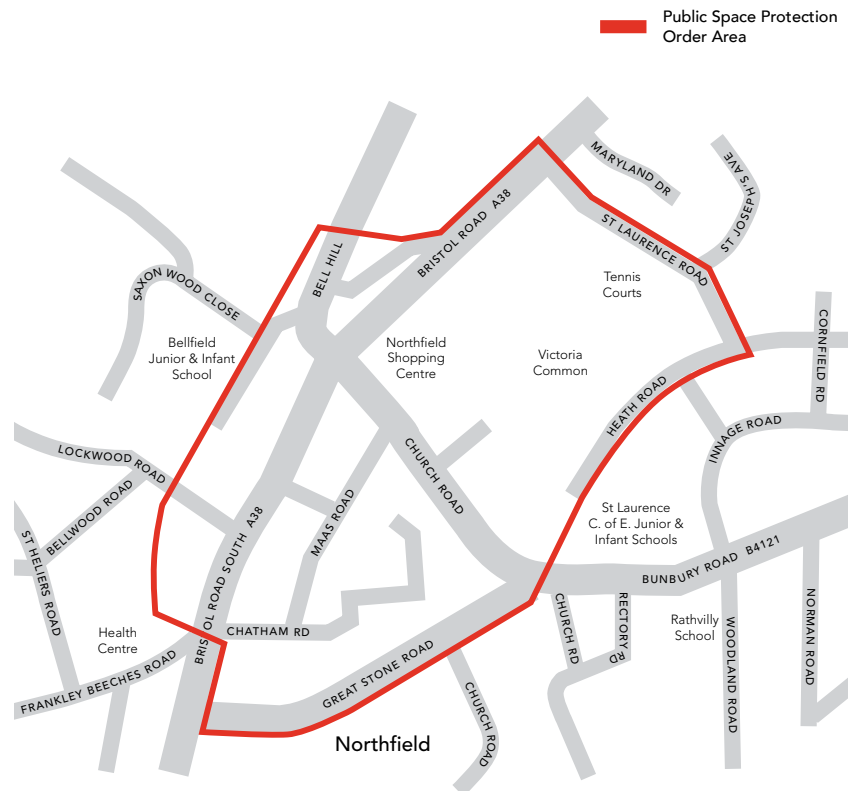 Public Space Protection
Order Area
MARYLAND DR
ST JOSEPH'S AVE
BRISTOL ROAD A38
ST LAURENCE ROAD
BELL HILL
SAXON WOOD CLOSE
Tennis
Courts
Bellfield
Junior & Infant
School
Northfield
Shopping
Centre
Victoria
Common
CORNFIELD RD
HEATH ROAD
INNAGE ROAD
LOCKWOOD ROAD
CHURCH ROAD
BELLWOOD ROAD
MAAS ROAD
BRISTOL ROAD SOUTH A38
St Laurence
C. of E. Junior &
Infant Schools
ST HELIERS ROAD
BUNBURY ROAD B4121
CHURCH RD
RECTORY RD
Rathvilly
School
WOODLAND ROAD
NORMAN ROAD
Health
Centre
CHATHAM RD
FRANKLEY BEECHES ROAD
GREAT STONE ROAD
CHURCH ROAD
Northfield